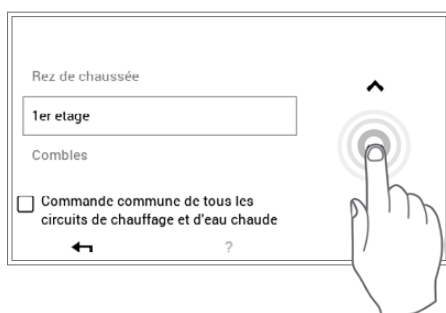 Rez de chaussée
1er etage
Combles
Commande commune de tous les
circuits de chauffage et d'eau chaude
?